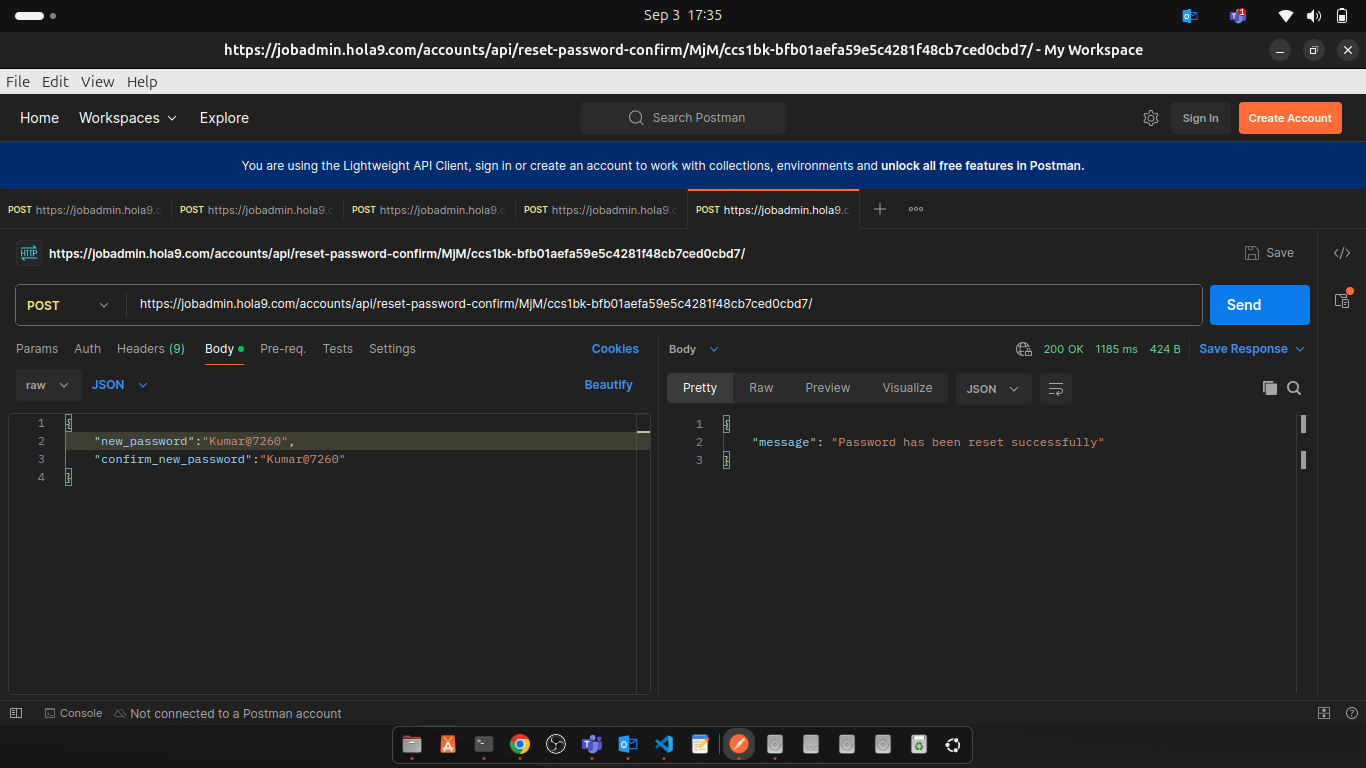 Sep 3 17:35
1
https://jobadmin.hola9.com/accounts/api/reset-password-confirm/MjM/ccs1bk-bfb01aefa59e5c4281f48cb7ced0cbd7/ - My Workspace
File Edit View Help
Home Workspaces Explore Search Postman Sign In Create Account
You are using the Lightweight API Client, sign in or create an account to work with collections, environments and unlock all free features in Postman.
POST https://jobadmin.hola9.c POST https://jobadmin.hola9.c POST https://jobadmin.hola9.c POST https://jobadmin.hola9.c POST https://jobadmin.hola9.c
HTTP https://jobadmin.hola9.com/accounts/api/reset-password-confirm/MjM/ccs1bk-bfb01aefa59e5c4281f48cb7ced0cbd7/ Save
POST https://jobadmin.hola9.com/accounts/api/reset-password-confirm/MjM/ccs1bk-bfb01aefa59e5c4281f48cb7ced0cbd7/ Send
Params Auth Headers (9) Body Pre-req. Tests Settings Cookies
raw JSON Beautify
1 {
2 "new_password":"Kumar@7260",
3 "confirm_new_password":"Kumar@7260"
4 }
Body 200 OK 1185 ms 424 B Save Response
Pretty Raw Preview Visualize JSON
1 {
2 "message": "Password has been reset successfully"
3 }
Console Not connected to a Postman account